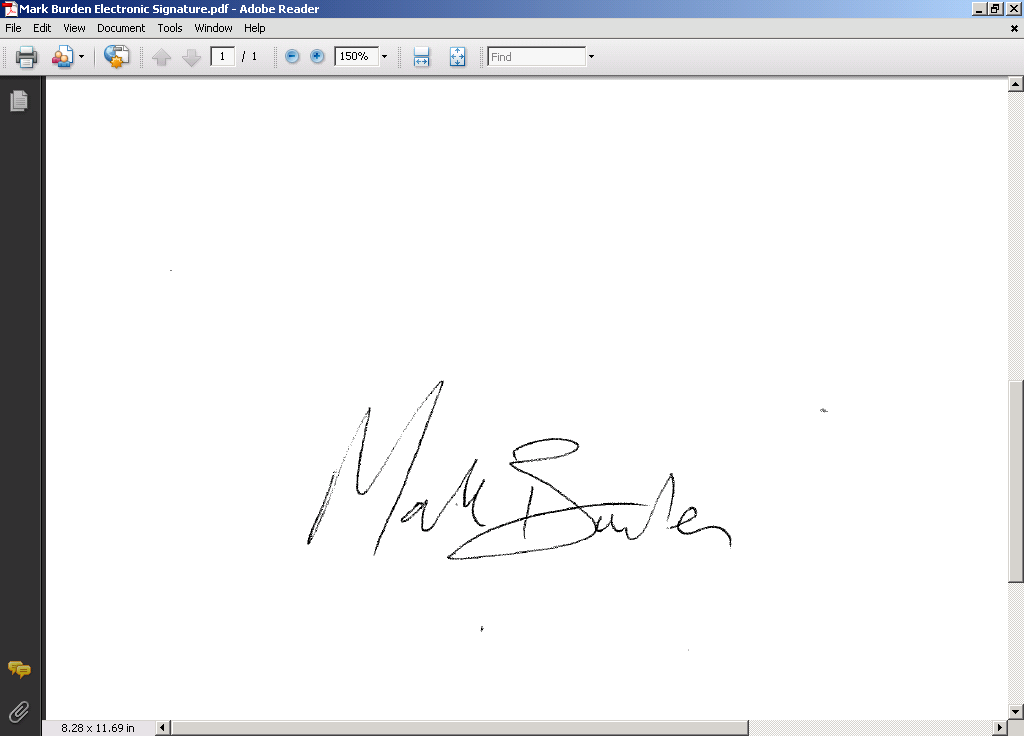 Mark Burden Electronic Signature.pdf - Adobe Reader
File Edit View Document Tools Window Help
1 / 1 150% Find
Mark Burden
8.28 x 11.69 in